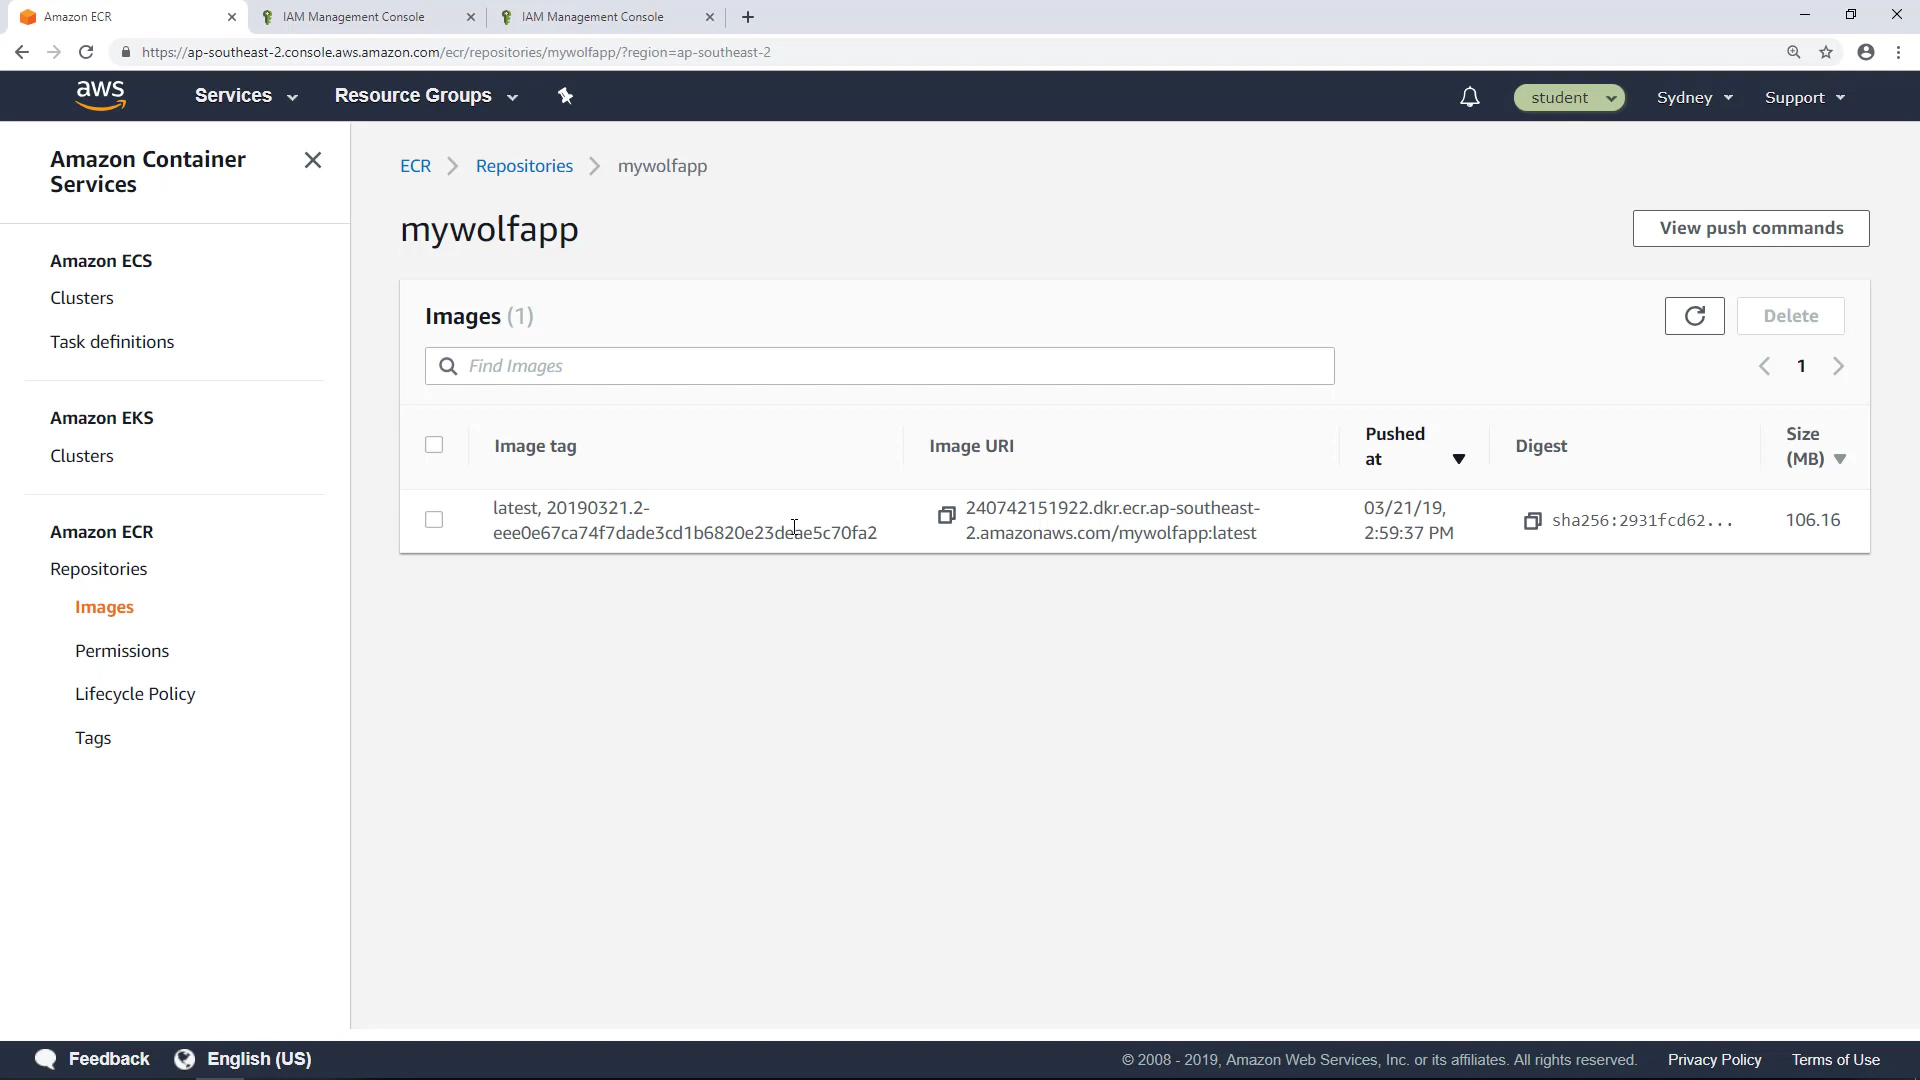 Amazon ECR
IAM Management Console
IAM Management Console
https://ap-southeast-2.console.aws.amazon.com/ecr/repositories/mywolfapp/?region=ap-southeast-2
aws
Services
Resource Groups
student
Sydney
Support
Amazon Container
Services
Amazon ECS
Clusters
Task definitions
Amazon EKS
Clusters
Amazon ECR
Repositories
Images
Permissions
Lifecycle Policy
Tags
ECR
Repositories
mywolfapp
mywolfapp
View push commands
Images (1)
Delete
Find Images
1
Image tag
Image URI
Pushed
at
Digest
Size
(MB)
latest, 20190321.2-
eee0e67ca74f7dade3cd1b6820e23deae5c70fa2
240742151922.dkr.ecr.ap-southeast-
2.amazonaws.com/mywolfapp:latest
03/21/19,
2:59:37 PM
sha256:2931fcd62...
106.16
Feedback
English (US)
© 2008 - 2019, Amazon Web Services, Inc. or its affiliates. All rights reserved.
Privacy Policy
Terms of Use